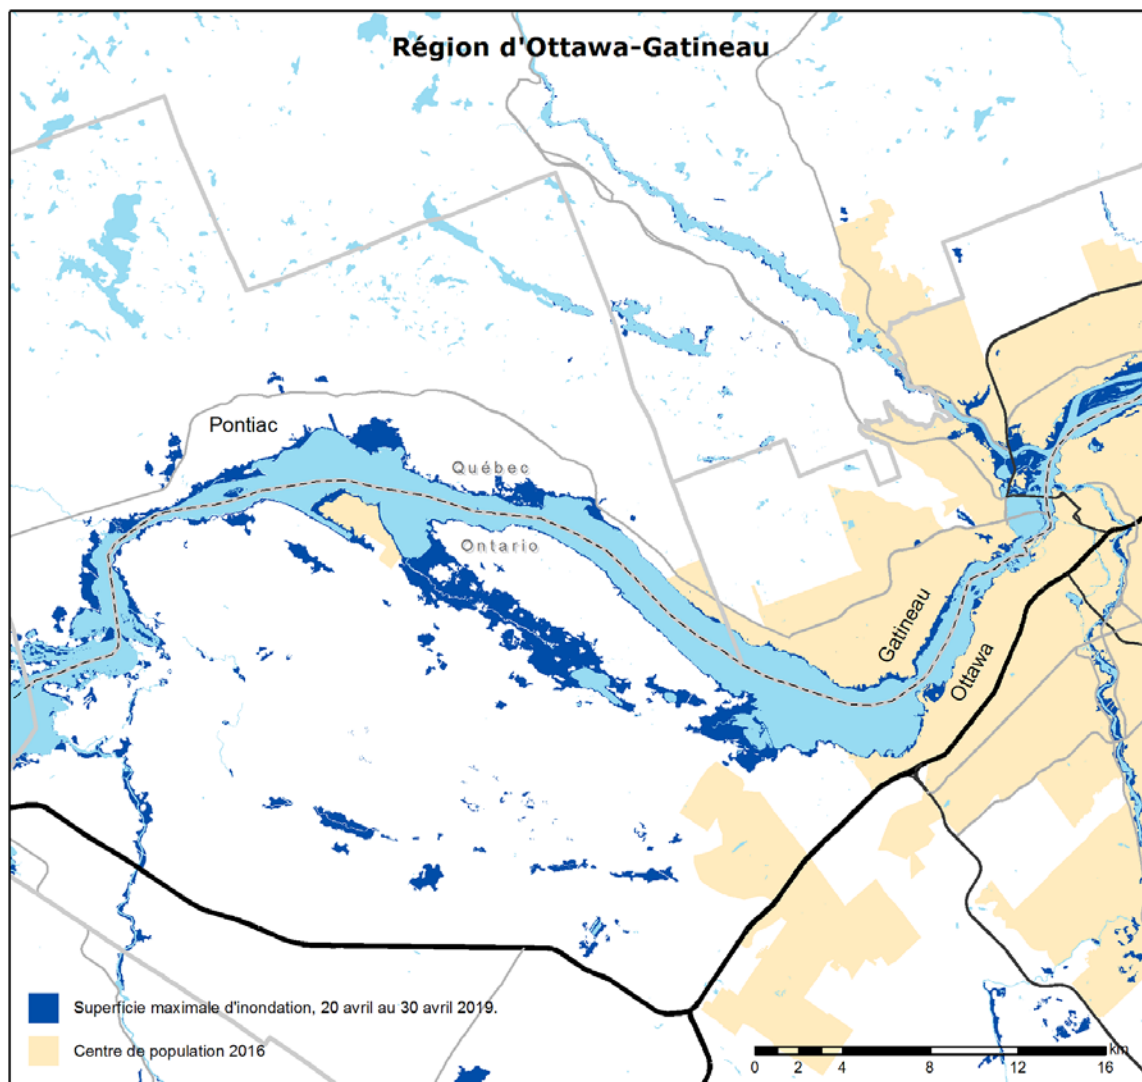 Région d'Ottawa-Gatineau
Pontiac
Québec
Ontario
Gatineau
Ottawa
Superficie maximale d'inondation, 20 avril au 30 avril 2019.
Centre de population 2016
km
0 2 4 8 12 16